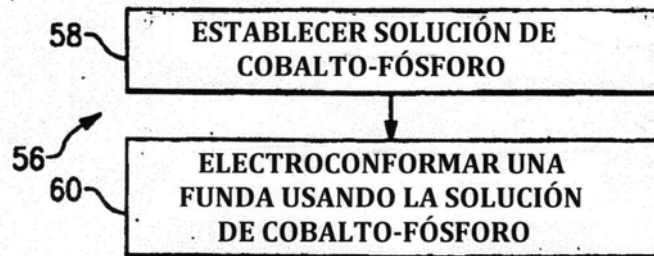 58
ESTABLECER SOLUCIÓN DE
COBALTO-FÓSFORO
56
60
ELECTROCONFORMAR UNA
FUNDA USANDO LA SOLUCIÓN
DE COBALTO-FÓSFORO